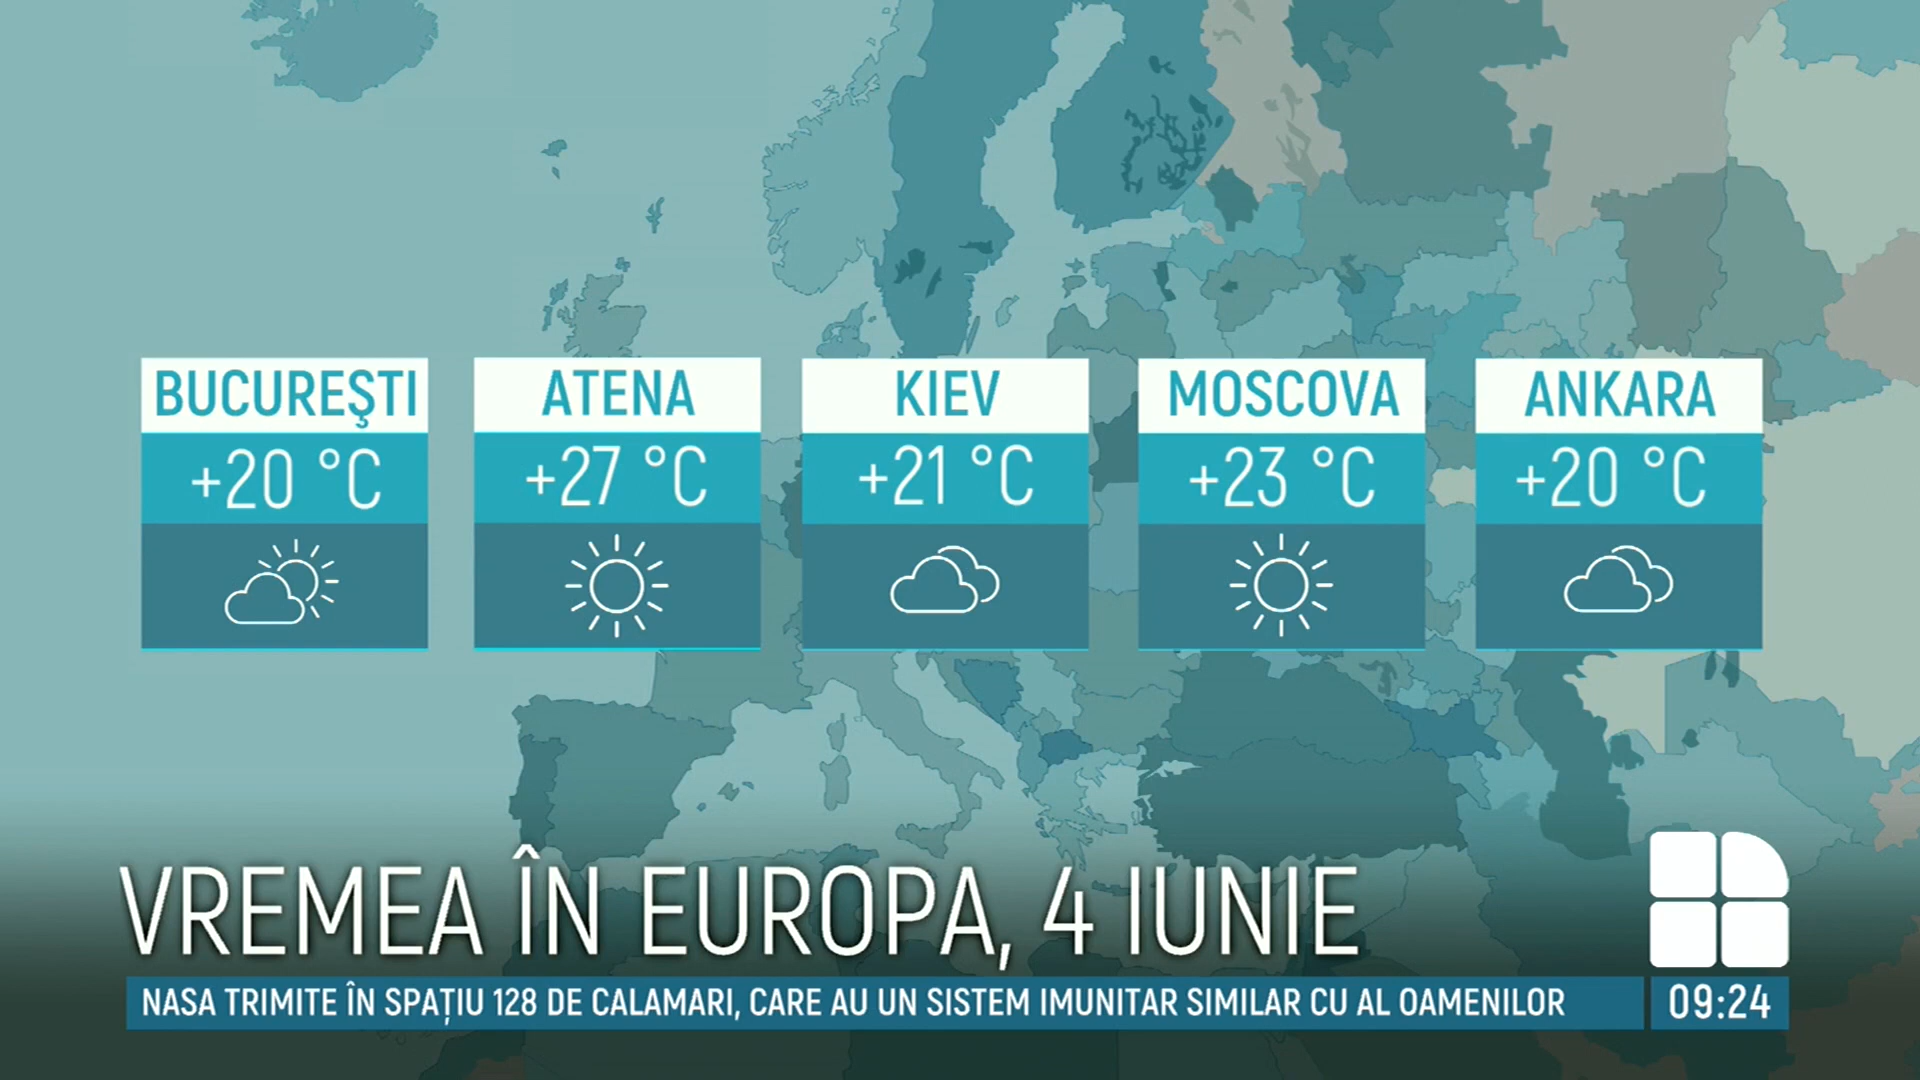 BUCUREŞTI
+20 °C
ATENA
+27 °C
KIEV
+21 °C
MOSCOVA
+23 °C
ANKARA
+20 °C
VREMEA ÎN EUROPA, 4 IUNIE
NASA TRIMITE ÎN SPAȚIU 128 DE CALAMARI, CARE AU UN SISTEM IMUNITAR SIMILAR CU AL OAMENILOR
09:24